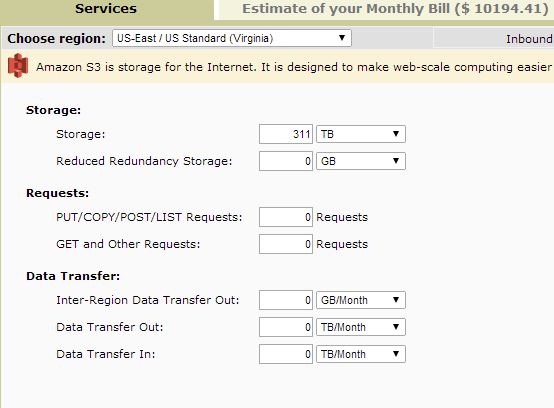 Services
Estimate of your Monthly Bill ($ 10194.41)
Choose region: US-East / US Standard (Virginia) Inbound
Amazon S3 is storage for the Internet. It is designed to make web-scale computing easier
Storage:
Storage: 311 TB
Reduced Redundancy Storage: 0 GB
Requests:
PUT/COPY/POST/LIST Requests: 0 Requests
GET and Other Requests: 0 Requests
Data Transfer:
Inter-Region Data Transfer Out: 0 GB/Month
Data Transfer Out: 0 TB/Month
Data Transfer In: 0 TB/Month